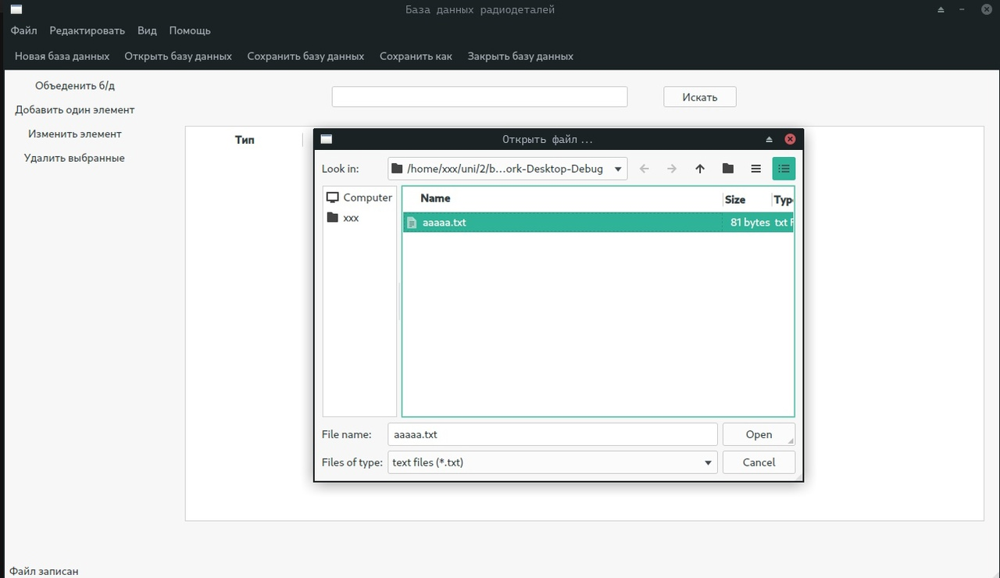 База данных радиодеталей
Файл Редактировать Вид Помощь
Новая база данных Открыть базу данных Сохранить базу данных Сохранить как Закрыть базу данных
Объеденить б/д
Добавить один элемент
Изменить элемент
Удалить выбранные
Искать
Тип
Открыть файл ...
Look in: /home/xxx/uni/2/b...ork-Desktop-Debug
Computer
xxx
Name Size Typ
aaaaa.txt 81 bytes txt F
File name: aaaaa.txt Open
Files of type: text files (*.txt) Cancel
Файл записан